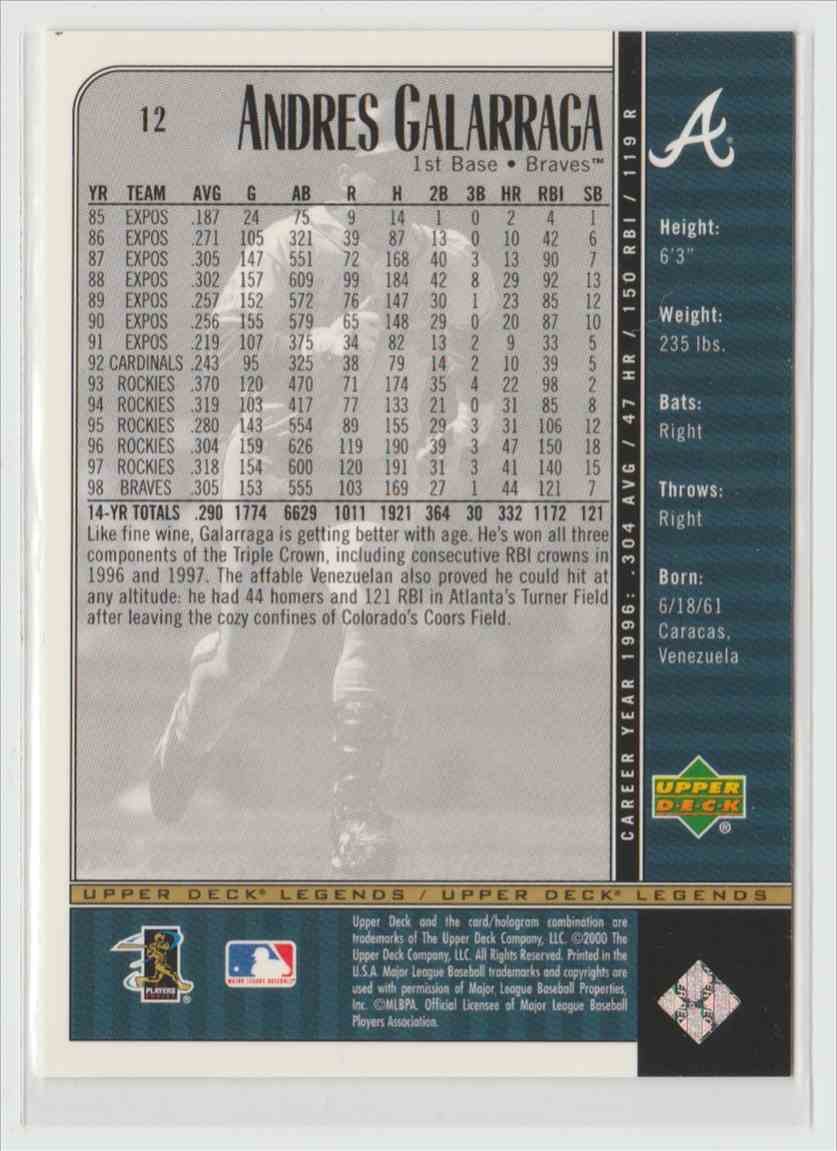 12
ANDRES GALARRAGA
1st Base • Braves™
YR TEAM AVG G AB R H 2B 3B HR RBI SB
85 EXPOS .187 24 75 9 14 1 0 2 4 1
86 EXPOS .271 105 321 39 87 13 0 10 42 6
87 EXPOS .305 147 551 72 168 40 3 13 90 7
88 EXPOS .302 157 609 99 184 42 8 29 92 13
89 EXPOS .257 152 572 76 147 30 1 23 85 12
90 EXPOS .256 155 579 65 148 29 0 20 87 10
91 EXPOS .219 107 375 34 82 13 2 9 33 5
92 CARDINALS .243 95 325 38 79 14 2 10 39 5
93 ROCKIES .370 120 470 71 174 35 4 22 98 2
94 ROCKIES .319 103 417 77 133 21 0 31 85 8
95 ROCKIES .280 143 554 89 155 29 3 31 106 12
96 ROCKIES .304 159 626 119 190 39 3 47 150 18
97 ROCKIES .318 154 600 120 191 31 3 41 140 15
98 BRAVES .305 153 555 103 169 27 1 44 121 7
14-YR TOTALS .290 1774 6629 1011 1921 364 30 332 1172 121
Like fine wine, Galarraga is getting better with age. He's won all three
components of the Triple Crown, including consecutive RBI crowns in
1996 and 1997. The affable Venezuelan also proved he could hit at
any altitude: he had 44 homers and 121 RBI in Atlanta's Turner Field
after leaving the cozy confines of Colorado's Coors Field.
CAREER YEAR 1996: .304 AVG / 47 HR / 150 RBI / 119 R
A
Height:
6'3"
Weight:
235 lbs.
Bats:
Right
Throws:
Right
Born:
6/18/61
Caracas,
Venezuela
UPPER
D·E·C·K
®
UPPER DECK® LEGENDS / UPPER DECK® LEGENDS
PLAYERS
CHOICE
®
MAJOR LEAGUE BASEBALL
Upper Deck and the card/hologram combination are
trademarks of The Upper Deck Company, LLC. ©2000 The
Upper Deck Company, LLC. All Rights Reserved. Printed in the
U.S.A. Major League Baseball trademarks and copyrights are
used with permission of Major League Baseball Properties,
Inc. ©MLBPA. Official Licensee of Major League Baseball
Players Association.